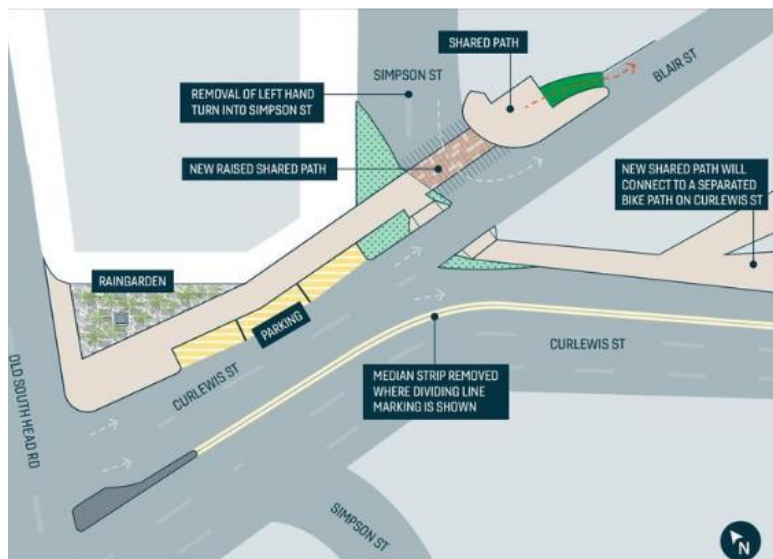 SHARED PATH
SIMPSON ST
BLAIR ST
REMOVAL OF LEFT HAND
TURN INTO SIMPSON ST
NEW RAISED SHARED PATH
NEW SHARED PATH WILL
CONNECT TO A SEPARATED
BIKE PATH ON CURLEWIS ST
RAINGARDEN
PARKING
CURLEWIS ST
CURLEWIS ST
OLD SOUTH HEAD RD
MEDIAN STRIP REMOVED
WHERE DIVIDING LINE
MARKING IS SHOWN
SIMPSON ST
N